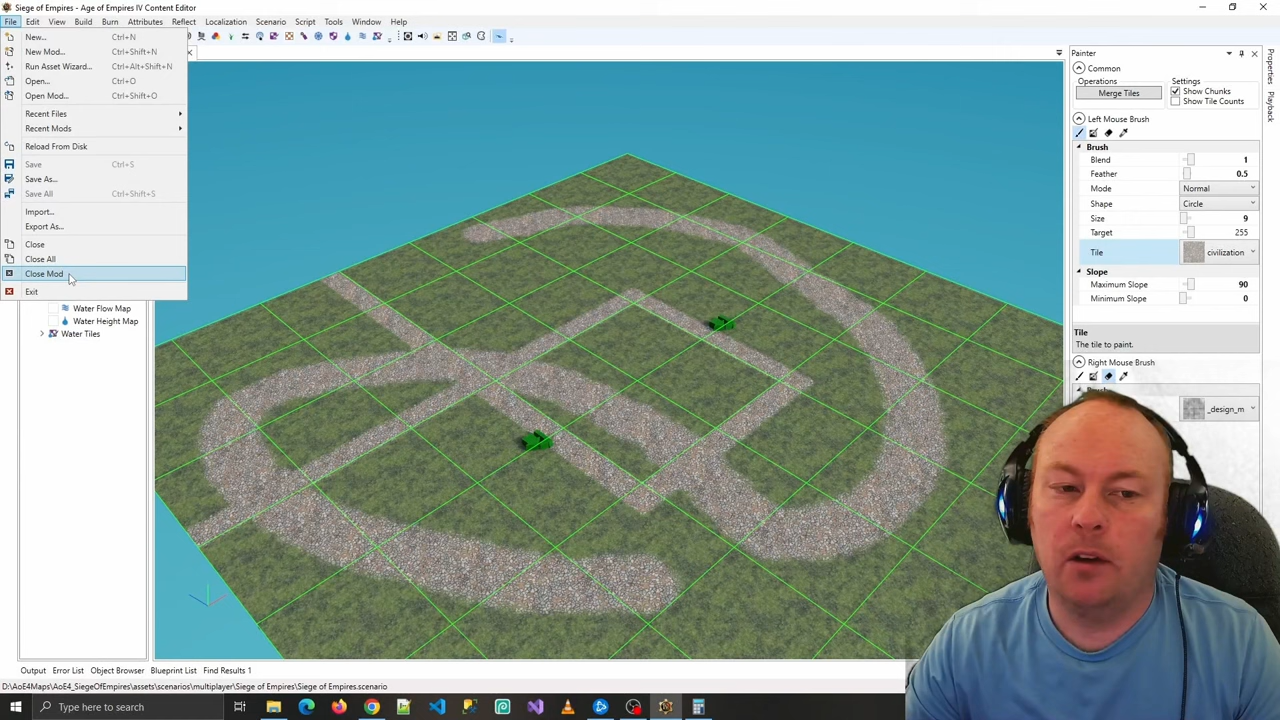 Siege of Empires - Age of Empires IV Content Editor
File Edit View Build Burn Attributes Reflect Localization Scenario Script Tools Window Help
New... Ctrl+N
New Mod... Ctrl+Shift+N
Run Asset Wizard... Ctrl+Alt+Shift+N
Open... Ctrl+O
Open Mod... Ctrl+Shift+O
Recent Files
Recent Mods
Reload From Disk
Save Ctrl+S
Save As...
Save All Ctrl+Shift+S
Import...
Export As...
Close
Close All
Close Mod
Exit
Water Flow Map
Water Height Map
Water Tiles
Painter
Common
Operations Settings
Merge Tiles Show Chunks
Show Tile Counts
Left Mouse Brush
Brush
Blend 1
Feather 0.5
Mode Normal
Shape Circle
Size 9
Target 255
Tile civilization
Slope
Maximum Slope 90
Minimum Slope 0
Tile
The tile to paint.
Right Mouse Brush
_design_m
Properties
Playback
Output Error List Object Browser Blueprint List Find Results 1
D:\AoE4Maps\AoE4_SiegeOfEmpires\assets\scenarios\multiplayer\Siege of Empires\Siege of Empires.scenario
Type here to search